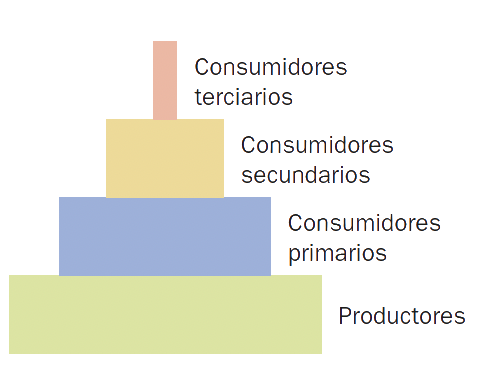 Consumidores
terciarios
Consumidores
secundarios
Consumidores
primarios
Productores